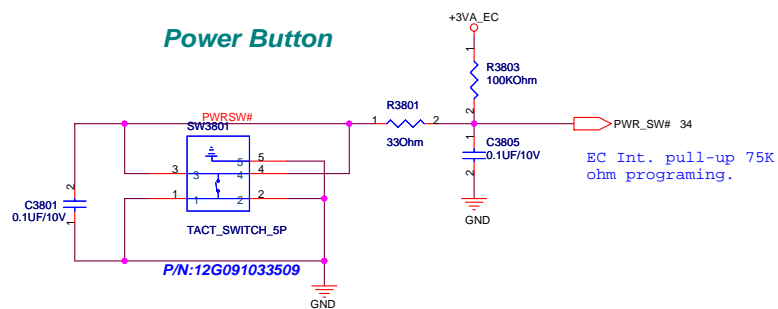 Power Button
+3VA_EC
1
R3803
100KOhm
2
PWRSW#
SW3801
R3801
1
2
33Ohm
PWR_SW# 34
1
C3805
0.1UF/10V
2
GND
EC Int. pull-up 75K
ohm programing.
5
5
3
3
4
4
1
1
2
2
2
C3801
0.1UF/10V
1
TACT_SWITCH_5P
P/N:12G091033509
GND